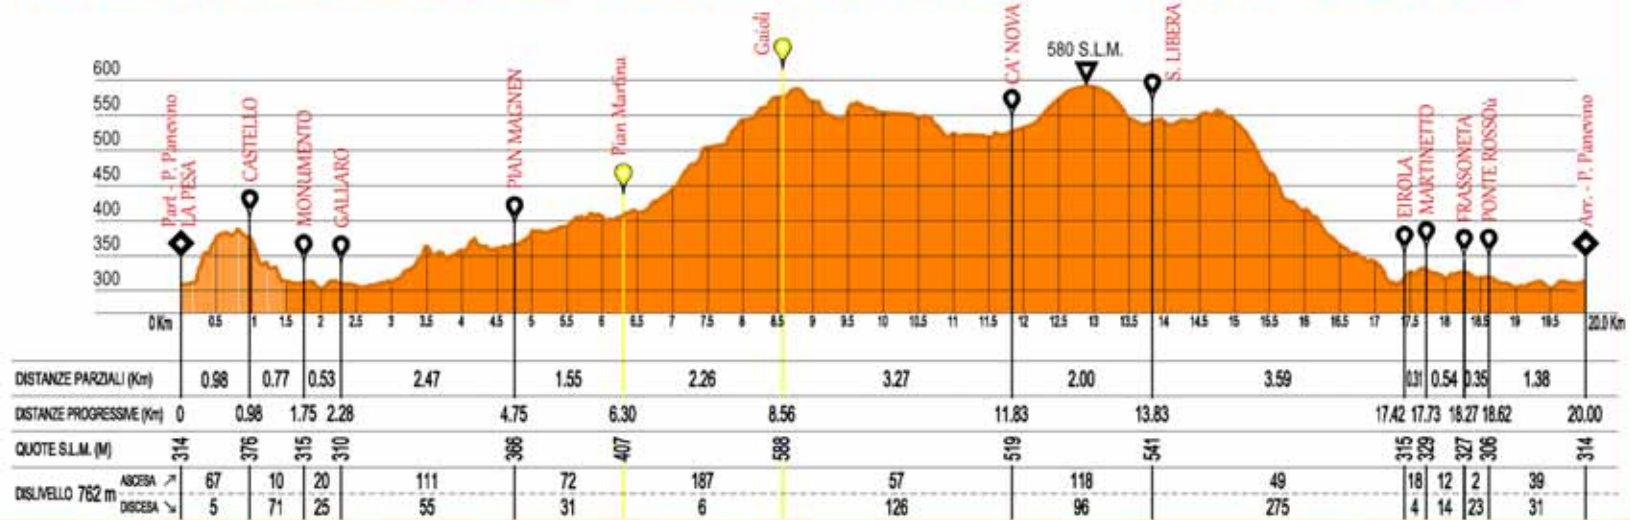 Gaioli
CA' NOVA
580 S.L.M.
S. LIBERA
600
550
500
450
400
350
300
Part - P. Panevino
LA PESA
CASTELLO
MONUMENTO
GALLARO
PIAN MAGNEN
Pian Martina
EIROLA
MARTINETTO
FRASSONETA
PONTE ROSSOù
Arr. - P. Panevino
0 Km 0.5 1 1.5 2 2.5 3 3.5 4 4.5 5 5.5 6 6.5 7 7.5 8 8.5 9 9.5 10 10.5 11 11.5 12 12.5 13 13.5 14 14.5 15 15.5 16 16.5 17 17.5 18 18.5 19 19.5 20.0 Km
DISTANZE PARZIALI (Km) 0.98 0.77 0.53 2.47 1.55 2.26 3.27 2.00 3.59 0.31 0.54 0.35 1.38
DISTANZE PROGRESSIVE (Km) 0 0.98 1.75 2.28 4.75 6.30 8.56 11.83 13.83 17.42 17.73 18.27 18.62 20.00
QUOTE S.L.M. (M) 314 376 315 310 366 407 588 519 541 315 329 327 306 314
DISLIVELLO 762 m
ASCESA ↗ 67 10 20 111 72 187 57 118 49 18 12 2 39
DISCESA ↘ 5 71 25 55 31 6 126 96 275 4 14 23 31